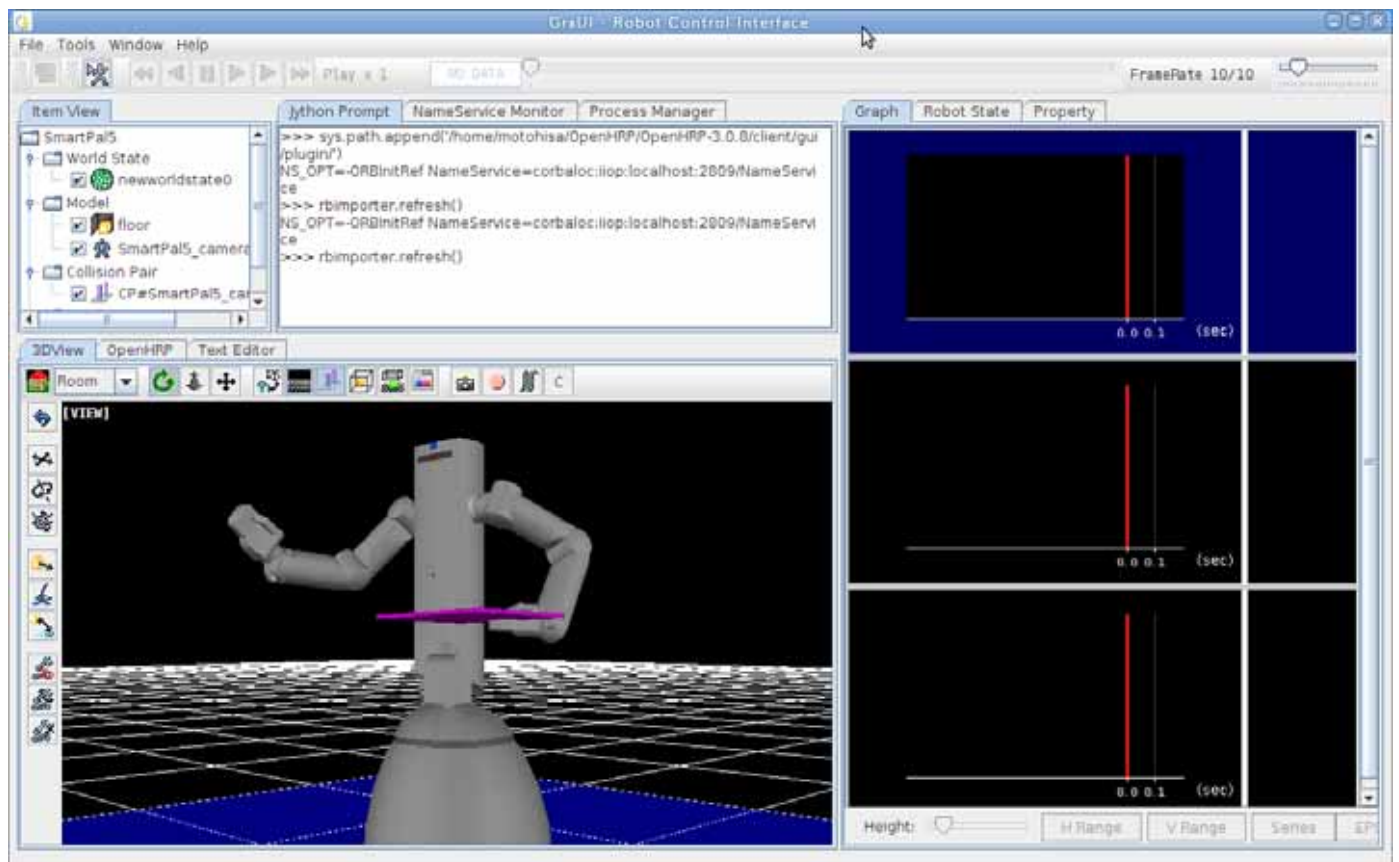 GrxUI - Robot Control Interface
File Tools Window Help
Play x 1
NO DATA
FrameRate 10/10
Item View
Jython Prompt
NameService Monitor
Process Manager
Graph
Robot State
Property
SmartPal5
World State
newworldstate0
Model
floor
SmartPal5_camera
Collision Pair
CP#SmartPal5_car
>>> sys.path.append("/home/motohisa/OpenHRP/OpenHRP-3.0.8/client/gui
/plugin/")
NS_OPT=-ORBInitRef NameService=corbaloc:iiop:localhost:2809/NameServi
ce
>>> rbimporter.refresh()
NS_OPT=-ORBInitRef NameService=corbaloc:iiop:localhost:2809/NameServi
ce
>>> rbimporter.refresh()
3DView
OpenHRP
Text Editor
Room
C
[VIEW]
0.0 0.1 (sec)
0.0 0.1 (sec)
0.0 0.1 (sec)
Height:
H Range
V Range
Series